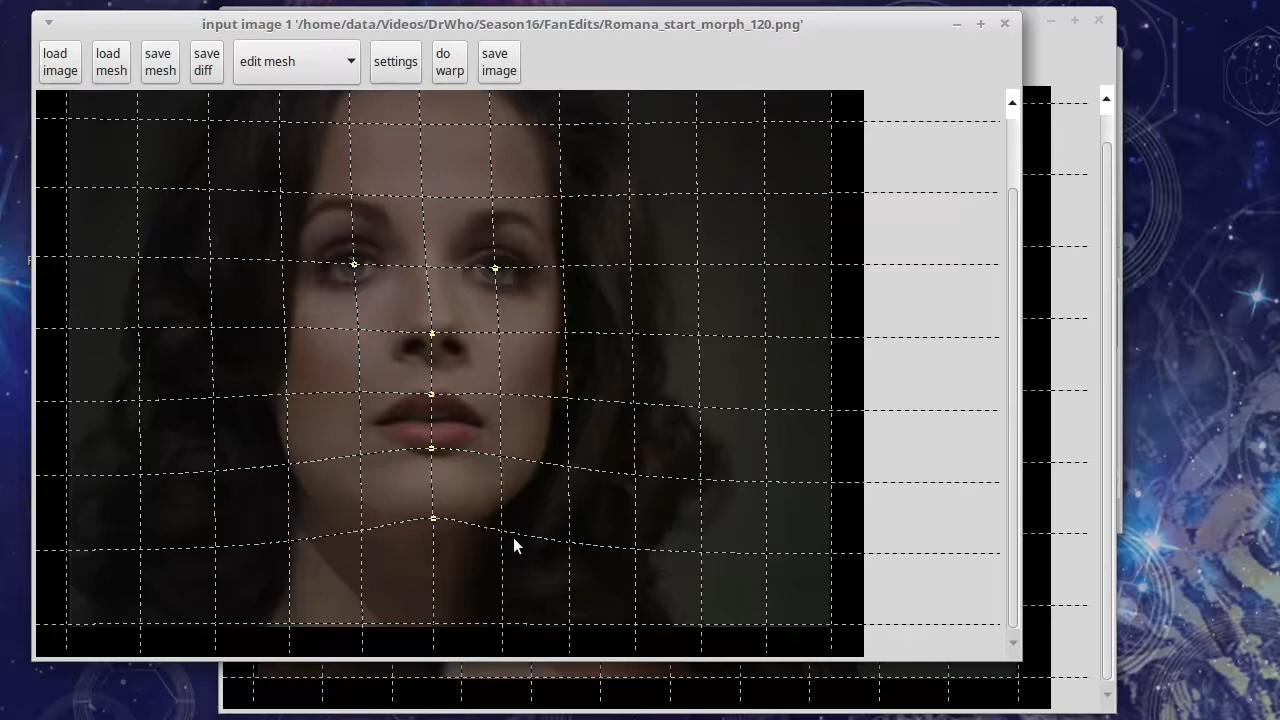 input image 1 '/home/data/Videos/DrWho/Season16/FanEdits/Romana_start_morph_120.png'
load image
load mesh
save mesh
save diff
edit mesh
settings
do warp
save image